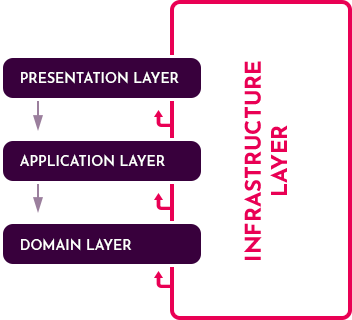 PRESENTATION LAYER
APPLICATION LAYER
DOMAIN LAYER
INFRASTRUCTURE
LAYER